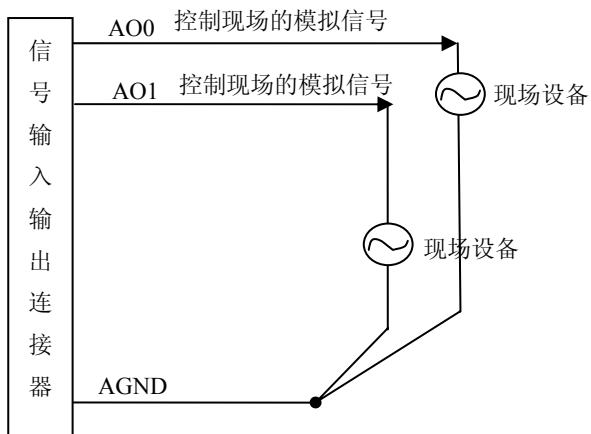 信号输入输出连接器
AO0 控制现场的模拟信号
AO1 控制现场的模拟信号
现场设备
现场设备
AGND